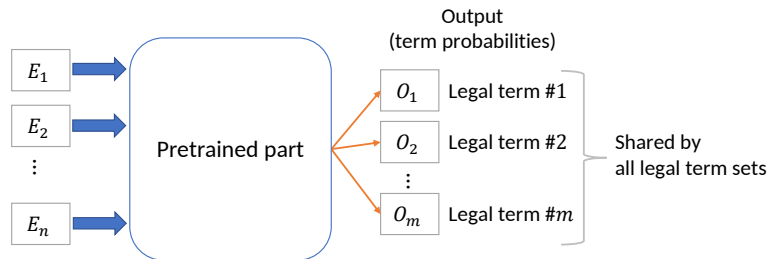 Output
(term probabilities)
E₁
E₂
⋮
Eₙ
Pretrained part
O₁ Legal term #1
O₂ Legal term #2
⋮
Oₘ Legal term #m
Shared by
all legal term sets